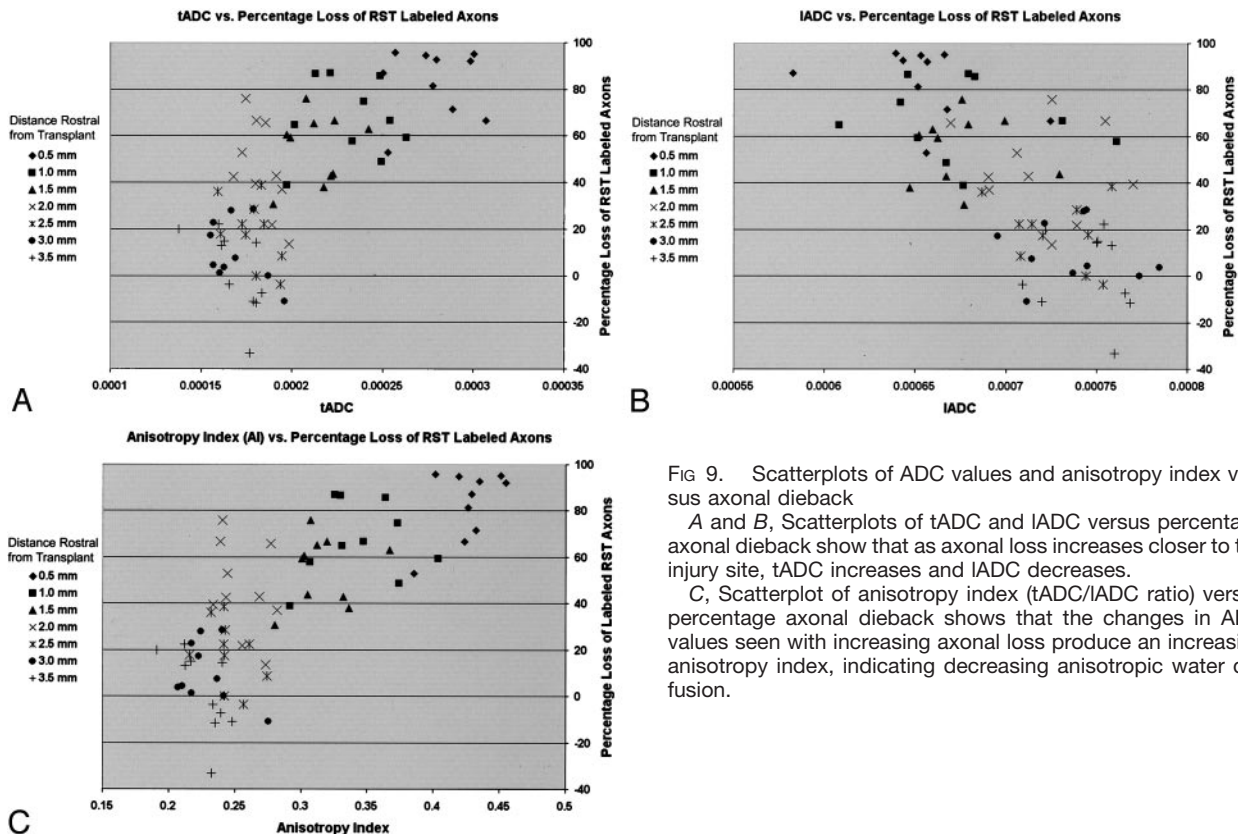 tADC vs. Percentage Loss of RST Labeled Axons
Distance Rostral
from Transplant
0.5 mm
1.0 mm
1.5 mm
2.0 mm
2.5 mm
3.0 mm
3.5 mm
100
80
60
40
20
0
-20
-40
Percentage Loss of RST Labeled Axons
0.0001
0.00015
0.0002
0.00025
0.0003
0.00035
tADC
A
lADC vs. Percentage Loss of RST Labeled Axons
Distance Rostral
from Transplant
0.5 mm
1.0 mm
1.5 mm
2.0 mm
2.5 mm
3.0 mm
3.5 mm
100
80
60
40
20
0
-20
-40
Percentage Loss of RST Labeled Axons
0.00055
0.0006
0.00065
0.0007
0.00075
0.0008
lADC
B
Anisotropy Index (AI) vs. Percentage Loss of RST Labeled Axons
Distance Rostral
from Transplant
0.5 mm
1.0 mm
1.5 mm
2.0 mm
2.5 mm
3.0 mm
3.5 mm
100
80
60
40
20
0
-20
-40
Percentage Loss of Labeled RST Axons
0.15
0.2
0.25
0.3
0.35
0.4
0.45
0.5
Anisotropy Index
C
FIG 9. Scatterplots of ADC values and anisotropy index v
sus axonal dieback
A and B, Scatterplots of tADC and lADC versus percenta
axonal dieback show that as axonal loss increases closer to t
injury site, tADC increases and lADC decreases.
C, Scatterplot of anisotropy index (tADC/lADC ratio) vers
percentage axonal dieback shows that the changes in A
values seen with increasing axonal loss produce an increasi
anisotropy index, indicating decreasing anisotropic water d
fusion.